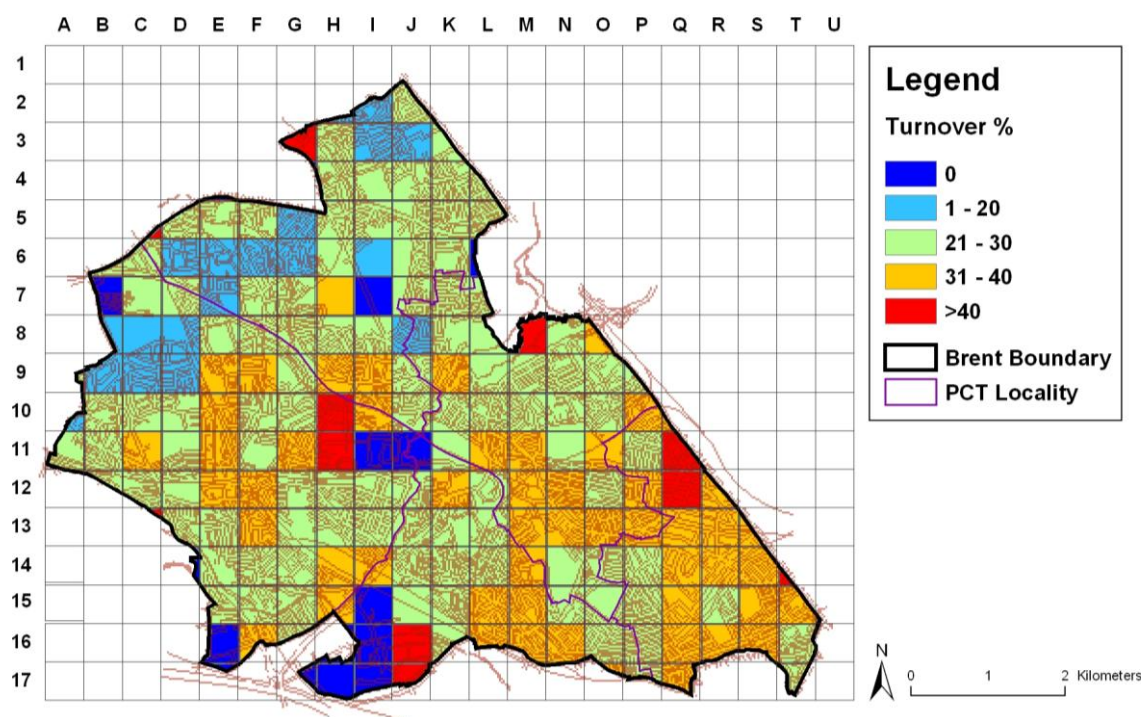 A B C D E F G H I J K L M N O P Q R S T U
1
2
3
4
5
6
7
8
9
10
11
12
13
14
15
16
17
Legend
Turnover %
0
1 - 20
21 - 30
31 - 40
>40
Brent Boundary
PCT Locality
N
0 1 2 Kilometers